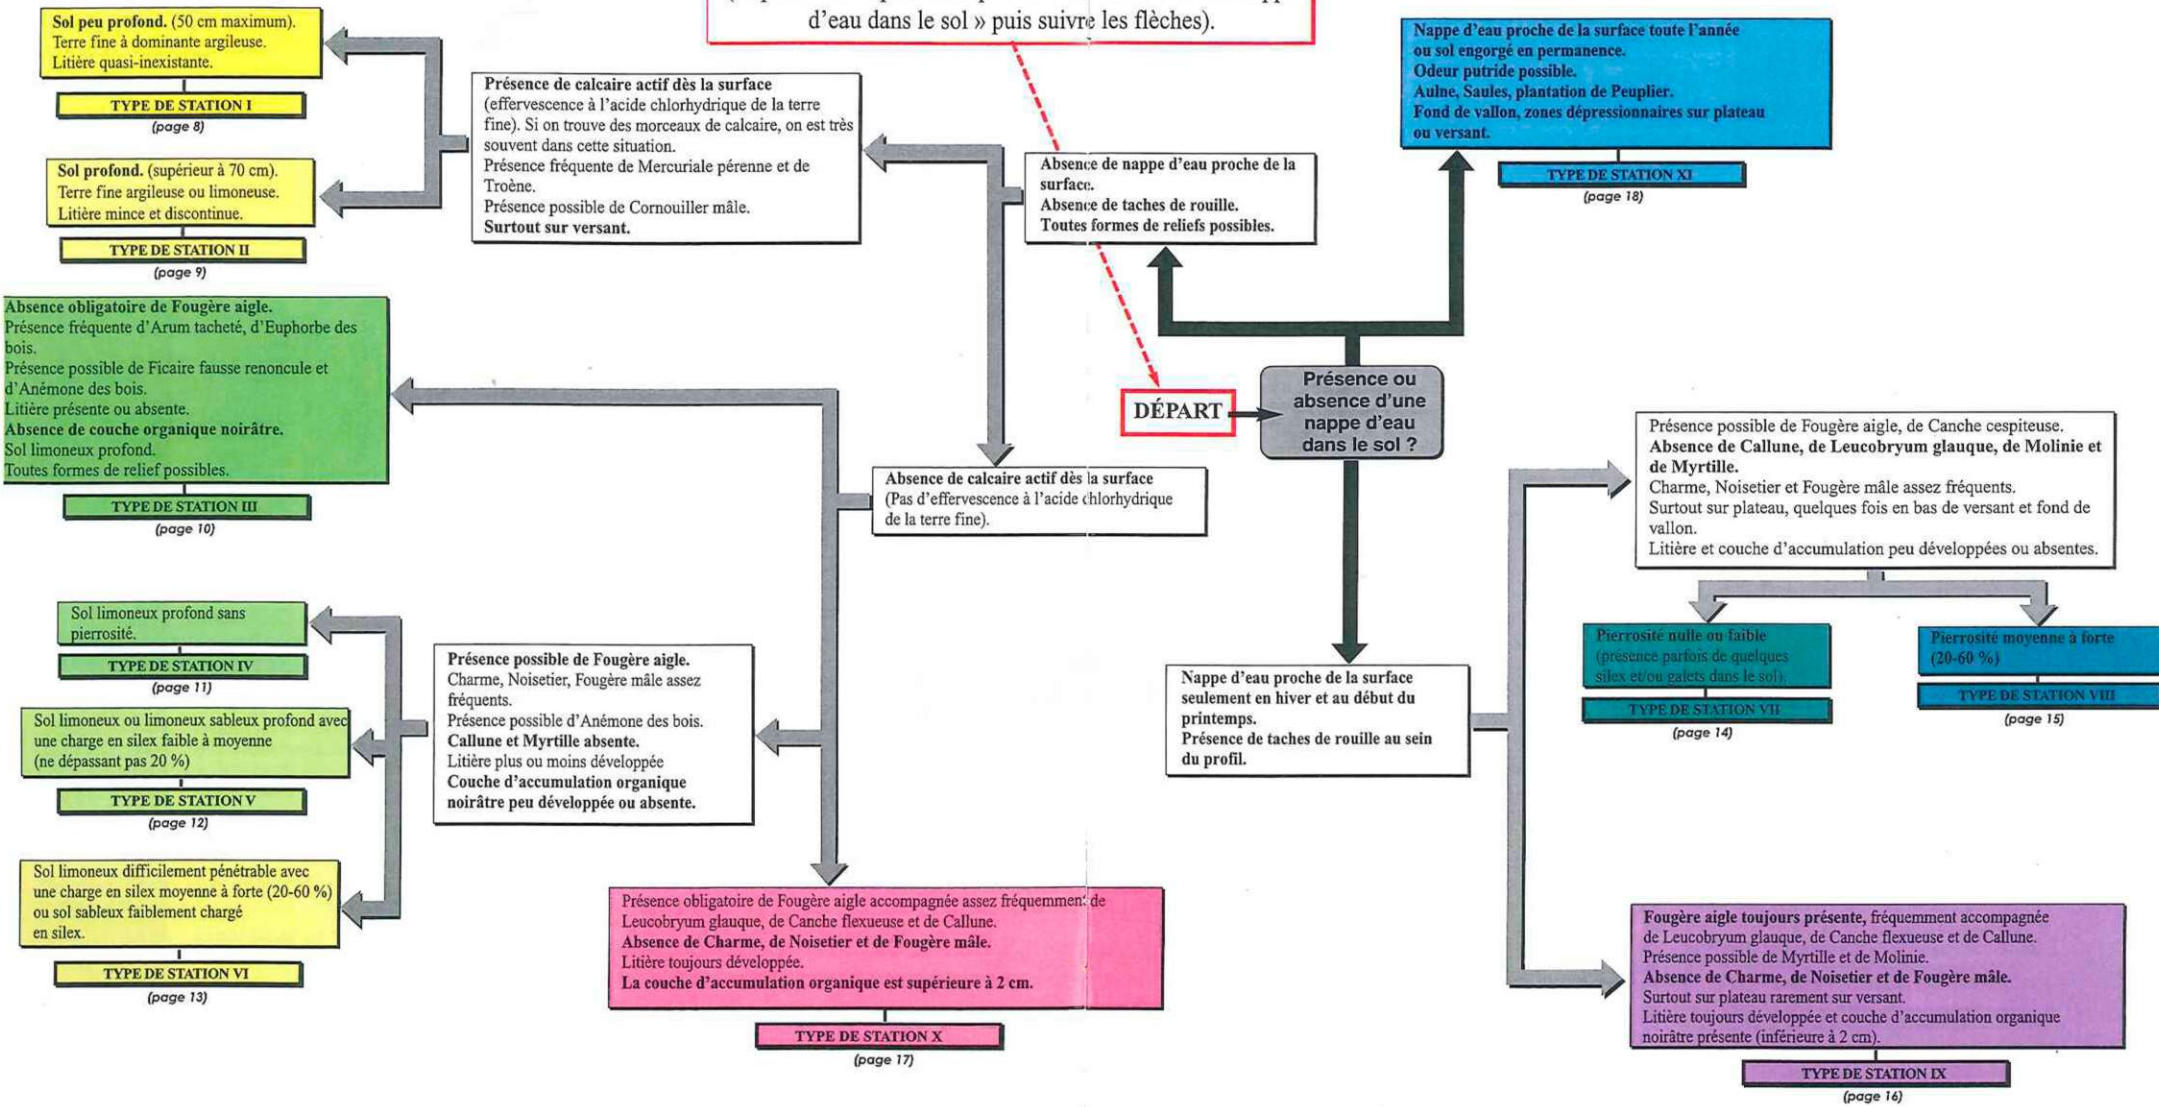 d'eau dans le sol » puis suivre les flèches).
Sol peu profond. (50 cm maximum).
Terre fine à dominante argileuse.
Litière quasi-inexistante.
TYPE DE STATION I
(page 8)
Sol profond. (supérieur à 70 cm).
Terre fine argileuse ou limoneuse.
Litière mince et discontinue.
TYPE DE STATION II
(page 9)
Présence de calcaire actif dès la surface
(effervescence à l'acide chlorhydrique de la terre
fine). Si on trouve des morceaux de calcaire, on est très
souvent dans cette situation.
Présence fréquente de Mercuriale pérenne et de
Troène.
Présence possible de Cornouiller mâle.
Surtout sur versant.
Absence de nappe d'eau proche de la
surface.
Absence de taches de rouille.
Toutes formes de reliefs possibles.
Nappe d'eau proche de la surface toute l'année
ou sol engorgé en permanence.
Odeur putride possible.
Aulne, Saules, plantation de Peuplier.
Fond de vallon, zones dépressionnaires sur plateau
ou versant.
TYPE DE STATION XI
(page 18)
Absence obligatoire de Fougère aigle.
Présence fréquente d'Arum tacheté, d'Euphorbe des
bois.
Présence possible de Ficaire fausse renoncule et
d'Anémone des bois.
Litière présente ou absente.
Absence de couche organique noirâtre.
Sol limoneux profond.
Toutes formes de relief possibles.
TYPE DE STATION III
(page 10)
DÉPART
Présence ou
absence d'une
nappe d'eau
dans le sol ?
Absence de calcaire actif dès la surface
(Pas d'effervescence à l'acide chlorhydrique
de la terre fine).
Présence possible de Fougère aigle, de Canche cespiteuse.
Absence de Callune, de Leucobryum glauque, de Molinie et
de Myrtille.
Charme, Noisetier et Fougère mâle assez fréquents.
Surtout sur plateau, quelques fois en bas de versant et fond de
vallon.
Litière et couche d'accumulation peu développées ou absentes.
Pierrosité nulle ou faible
(présence parfois de quelques
silex et/ou galets dans le sol).
TYPE DE STATION VII
(page 14)
Pierrosité moyenne à forte
(20-60 %)
TYPE DE STATION VIII
(page 15)
Sol limoneux profond sans
pierrosité.
TYPE DE STATION IV
(page 11)
Sol limoneux ou limoneux sableux profond avec
une charge en silex faible à moyenne
(ne dépassant pas 20 %)
TYPE DE STATION V
(page 12)
Sol limoneux difficilement pénétrable avec
une charge en silex moyenne à forte (20-60 %)
ou sol sableux faiblement chargé
en silex.
TYPE DE STATION VI
(page 13)
Présence possible de Fougère aigle.
Charme, Noisetier, Fougère mâle assez
fréquents.
Présence possible d'Anémone des bois.
Callune et Myrtille absente.
Litière plus ou moins développée
Couche d'accumulation organique
noirâtre peu développée ou absente.
Nappe d'eau proche de la surface
seulement en hiver et au début du
printemps.
Présence de taches de rouille au sein
du profil.
Présence obligatoire de Fougère aigle accompagnée assez fréquemment de
Leucobryum glauque, de Canche flexueuse et de Callune.
Absence de Charme, de Noisetier et de Fougère mâle.
Litière toujours développée.
La couche d'accumulation organique est supérieure à 2 cm.
TYPE DE STATION X
(page 17)
Fougère aigle toujours présente, fréquemment accompagnée
de Leucobryum glauque, de Canche flexueuse et de Callune.
Présence possible de Myrtille et de Molinie.
Absence de Charme, de Noisetier et de Fougère mâle.
Surtout sur plateau rarement sur versant.
Litière toujours développée et couche d'accumulation organique
noirâtre présente (inférieure à 2 cm).
TYPE DE STATION IX
(page 16)